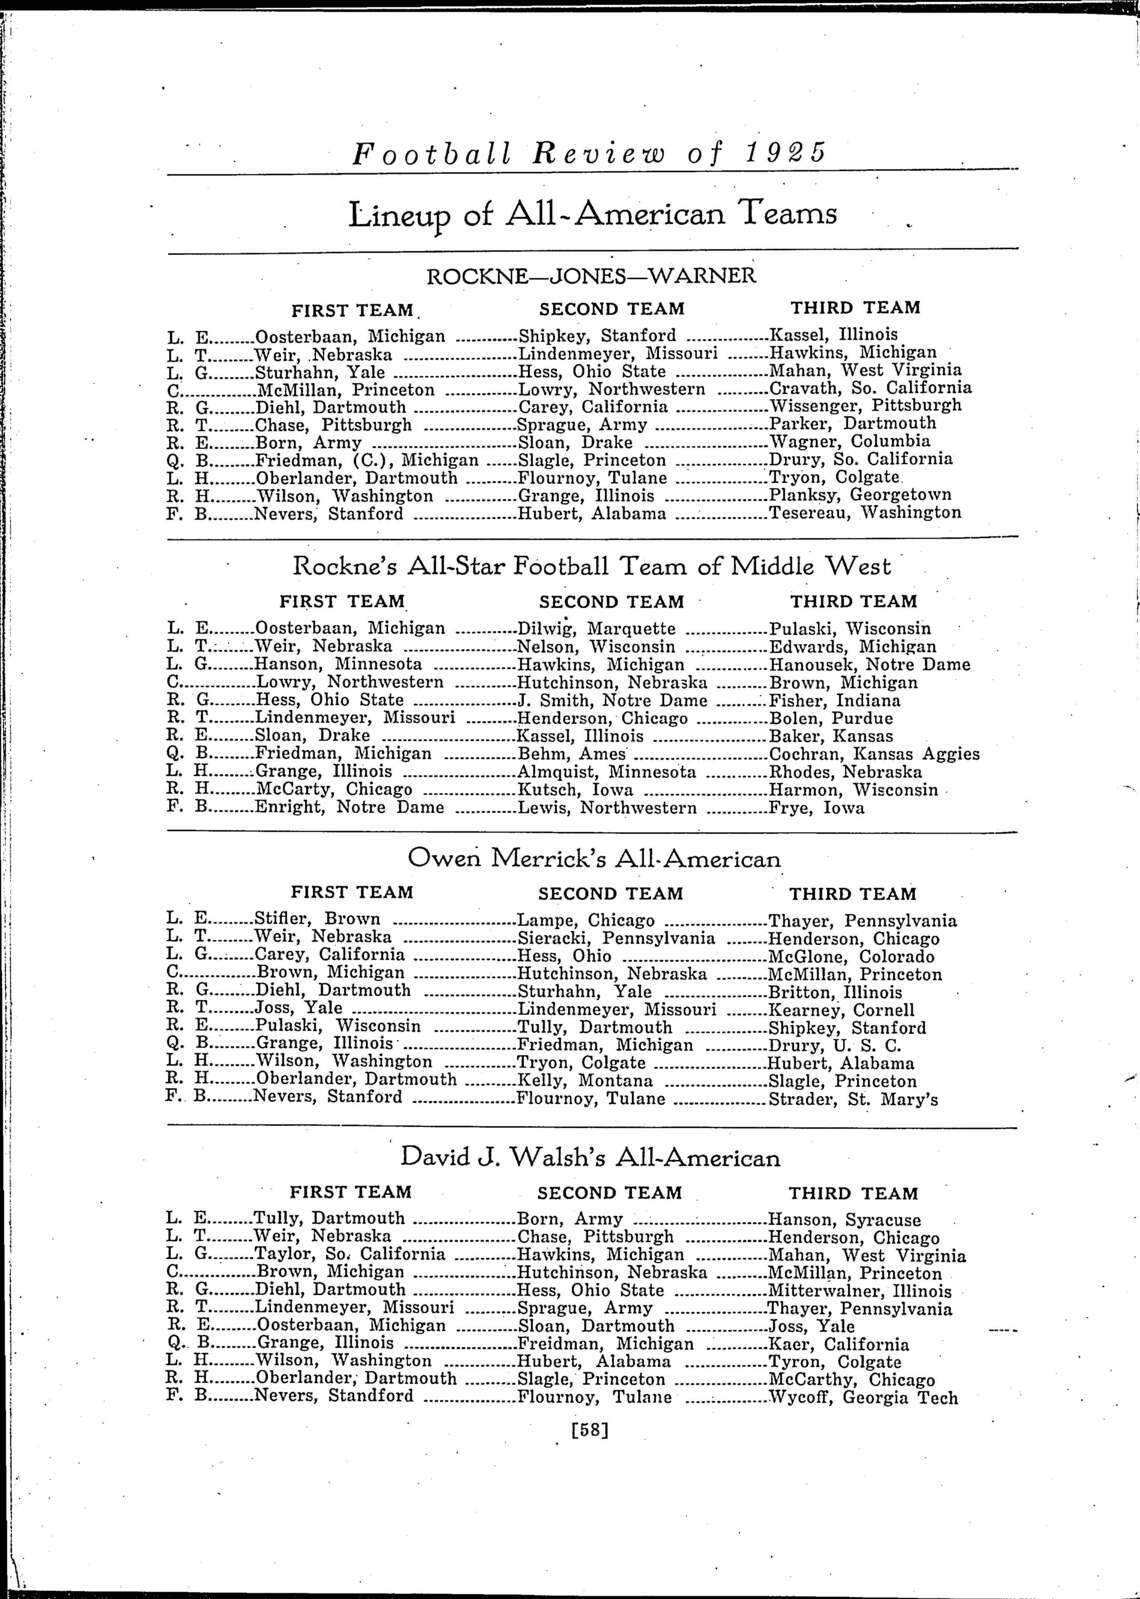 Football Review of 1925
Lineup of All-American Teams
ROCKNE—JONES—WARNER
FIRST TEAM SECOND TEAM THIRD TEAM
L. E.........Oosterbaan, Michigan ............Shipkey, Stanford ................Kassel, Illinois
L. T.........Weir, Nebraska ......................Lindenmeyer, Missouri ........Hawkins, Michigan
L. G.........Sturhahn, Yale ........................Hess, Ohio State ..................Mahan, West Virginia
C...............McMillan, Princeton ..............Lowry, Northwestern ..........Cravath, So. California
R. G.........Diehl, Dartmouth ....................Carey, California ..................Wissenger, Pittsburgh
R. T.........Chase, Pittsburgh ..................Sprague, Army ......................Parker, Dartmouth
R. E.........Born, Army ............................Sloan, Drake ........................Wagner, Columbia
Q. B.........Friedman, (C.), Michigan ......Slagle, Princeton ..................Drury, So. California
L. H.........Oberlander, Dartmouth ..........Flournoy, Tulane ..................Tryon, Colgate
R. H.........Wilson, Washington ..............Grange, Illinois ....................Planksy, Georgetown
F. B.........Nevers, Stanford ....................Hubert, Alabama ..................Tesereau, Washington
Rockne's All-Star Football Team of Middle West
FIRST TEAM SECOND TEAM THIRD TEAM
L. E.........Oosterbaan, Michigan ............Dilwig, Marquette ................Pulaski, Wisconsin
L. T.........Weir, Nebraska ......................Nelson, Wisconsin ................Edwards, Michigan
L. G.........Hanson, Minnesota ................Hawkins, Michigan ..............Hanousek, Notre Dame
C...............Lowry, Northwestern ............Hutchinson, Nebraska ..........Brown, Michigan
R. G.........Hess, Ohio State ....................J. Smith, Notre Dame ..........Fisher, Indiana
R. T.........Lindenmeyer, Missouri ..........Henderson, Chicago ..............Bolen, Purdue
R. E.........Sloan, Drake ..........................Kassel, Illinois ......................Baker, Kansas
Q. B.........Friedman, Michigan ..............Behm, Ames ..........................Cochran, Kansas Aggies
L. H.........Grange, Illinois ......................Almquist, Minnesota ............Rhodes, Nebraska
R. H.........McCarty, Chicago ..................Kutsch, Iowa ........................Harmon, Wisconsin
F. B.........Enright, Notre Dame ............Lewis, Northwestern ............Frye, Iowa
Owen Merrick's All-American
FIRST TEAM SECOND TEAM THIRD TEAM
L. E.........Stifler, Brown ........................Lampe, Chicago ....................Thayer, Pennsylvania
L. T.........Weir, Nebraska ......................Sieracki, Pennsylvania ........Henderson, Chicago
L. G.........Carey, California ....................Hess, Ohio ............................McGlone, Colorado
C...............Brown, Michigan ....................Hutchinson, Nebraska ..........McMillan, Princeton
R. G.........Diehl, Dartmouth ..................Sturhahn, Yale ....................Britton, Illinois
R. T.........Joss, Yale ................................Lindenmeyer, Missouri ........Kearney, Cornell
R. E.........Pulaski, Wisconsin ................Tully, Dartmouth ................Shipkey, Stanford
Q. B.........Grange, Illinois ......................Friedman, Michigan ............Drury, U. S. C.
L. H.........Wilson, Washington ..............Tryon, Colgate ......................Hubert, Alabama
R. H.........Oberlander, Dartmouth ..........Kelly, Montana ....................Slagle, Princeton
F. B.........Nevers, Stanford ....................Flournoy, Tulane ..................Strader, St. Mary's
David J. Walsh's All-American
FIRST TEAM SECOND TEAM THIRD TEAM
L. E.........Tully, Dartmouth ....................Born, Army ..........................Hanson, Syracuse
L. T.........Weir, Nebraska ......................Chase, Pittsburgh ................Henderson, Chicago
L. G.........Taylor, So. California ............Hawkins, Michigan ..............Mahan, West Virginia
C...............Brown, Michigan ....................Hutchinson, Nebraska ..........McMillan, Princeton
R. G.........Diehl, Dartmouth ....................Hess, Ohio State ..................Mitterwalner, Illinois
R. T.........Lindenmeyer, Missouri ..........Sprague, Army ....................Thayer, Pennsylvania
R. E.........Oosterbaan, Michigan ............Sloan, Dartmouth ................Joss, Yale
Q. B.........Grange, Illinois ......................Freidman, Michigan ............Kaer, California
L. H.........Wilson, Washington ..............Hubert, Alabama ................Tyron, Colgate
R. H.........Oberlander, Dartmouth ..........Slagle, Princeton ..................McCarthy, Chicago
F. B.........Nevers, Standford ..................Flournoy, Tulane ................Wycoff, Georgia Tech
[58]